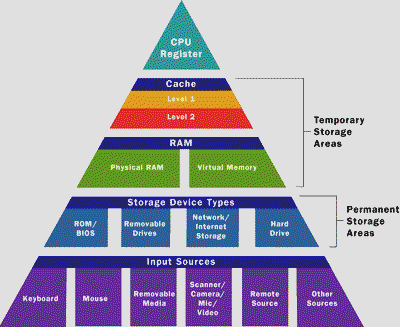 CPU
Register
Cache
Level 1
Level 2
Temporary
Storage
Areas
RAM
Physical RAM
Virtual Memory
Storage Device Types
ROM/
BIOS
Removable
Drives
Network/
Internet
Storage
Hard
Drive
Permanent
Storage
Areas
Input Sources
Keyboard
Mouse
Removable
Media
Scanner/
Camera/
Mic/
Video
Remote
Source
Other
Sources